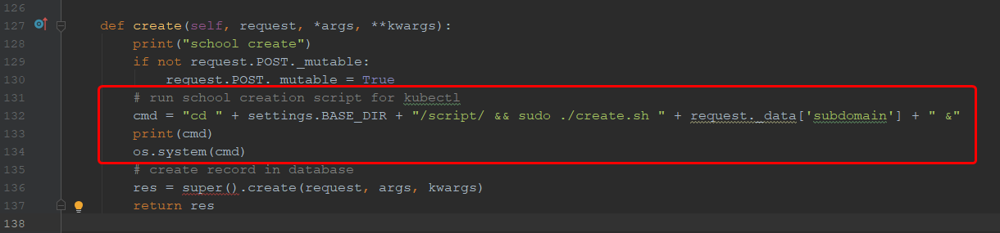 126
127 def create(self, request, *args, **kwargs):
128 print("school create")
129 if not request.POST._mutable:
130 request.POST._mutable = True
131 # run school creation script for kubectl
132 cmd = "cd " + settings.BASE_DIR + "/script/ && sudo ./create.sh " + request._data['subdomain'] + " &"
133 print(cmd)
134 os.system(cmd)
135 # create record in database
136 res = super().create(request, args, kwargs)
137 return res
138